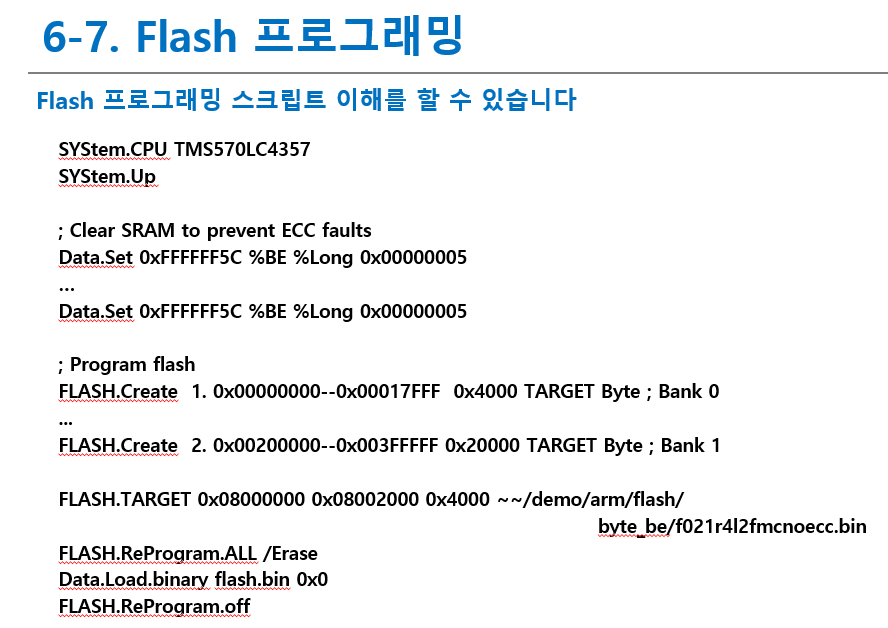 6-7. Flash 프로그래밍
Flash 프로그래밍 스크립트 이해를 할 수 있습니다
SYStem.CPU TMS570LC4357
SYStem.Up
; Clear SRAM to prevent ECC faults
Data.Set 0xFFFFFF5C %BE %Long 0x00000005
...
Data.Set 0xFFFFFF5C %BE %Long 0x00000005
; Program flash
FLASH.Create 1. 0x00000000--0x00017FFF 0x4000 TARGET Byte ; Bank 0
...
FLASH.Create 2. 0x00200000--0x003FFFFF 0x20000 TARGET Byte ; Bank 1
FLASH.TARGET 0x08000000 0x08002000 0x4000 ~~/demo/arm/flash/
byte_be/f021r4l2fmcnoecc.bin
FLASH.ReProgram.ALL /Erase
Data.Load.binary flash.bin 0x0
FLASH.ReProgram.off